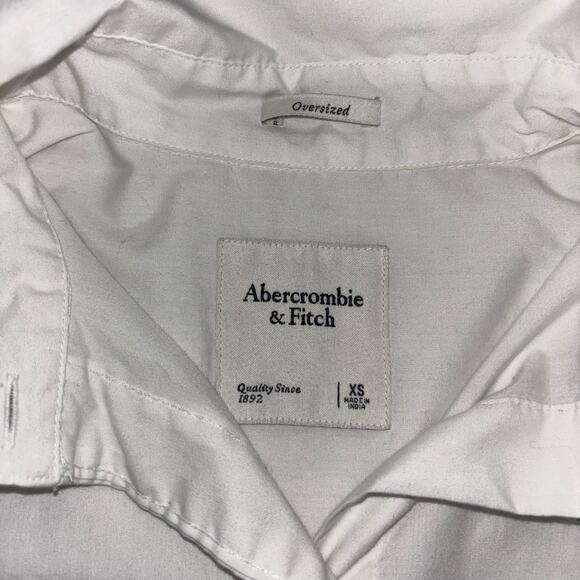 Oversized
Abercrombie
& Fitch
Quality Since
1892
XS
MADE IN
INDIA